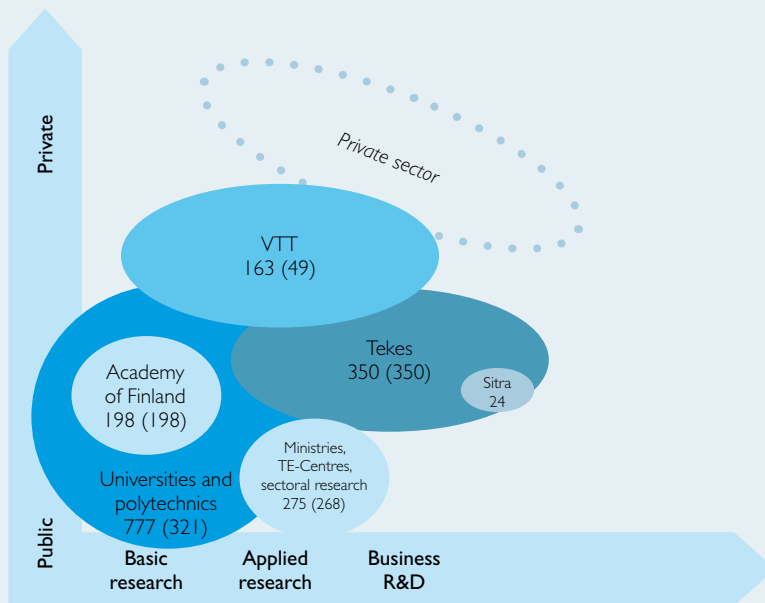 Private
Private sector
VTT
163 (49)
Tekes
350 (350)
Sitra
24
Academy
of Finland
198 (198)
Ministries,
TE-Centres,
sectoral research
275 (268)
Universities and
polytechnics
777 (321)
Public
Basic
research
Applied
research
Business
R&D